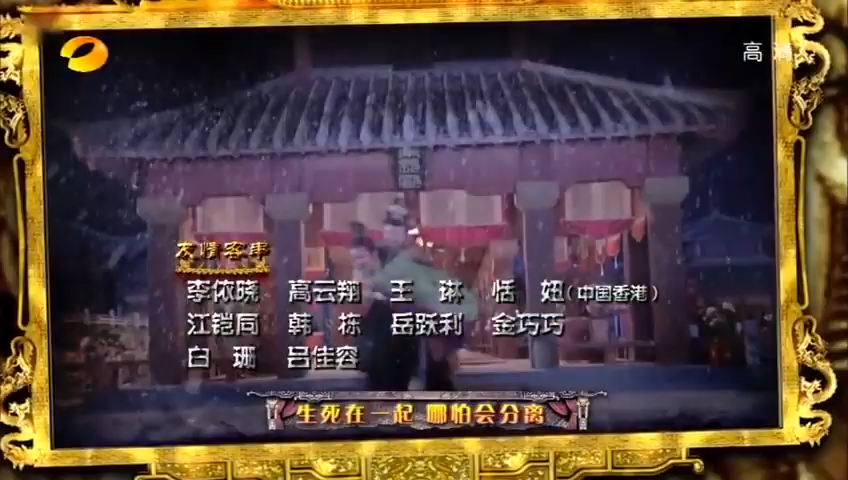 高清
友情客串
李依晓 高云翔 王琳 恬妞(中国香港)
江铠同 韩栋 岳跃利 金巧巧
白珊 吕佳容
生死在一起 哪怕会分离